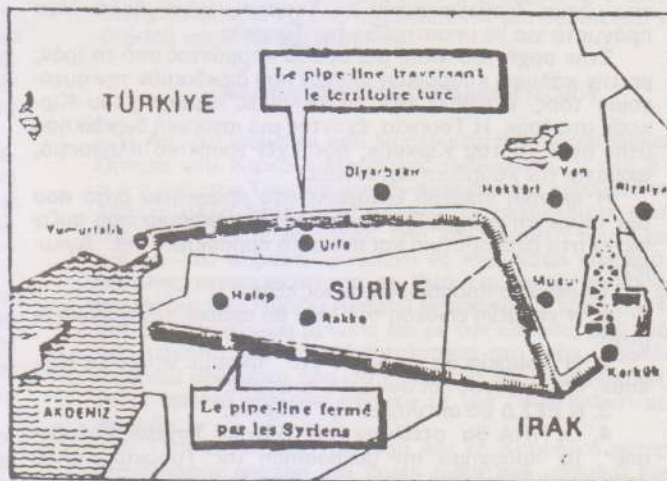 Le pipe-line traversant
le territoire turc
TÜRKİYE
Diyarbakır
Van
Hakkâri
Yumurtalık
Urfa
SURİYE
Musul
Halep
Rakka
Kerkük
AKDENİZ
Le pipe-line fermé
par les Syriens
IRAK